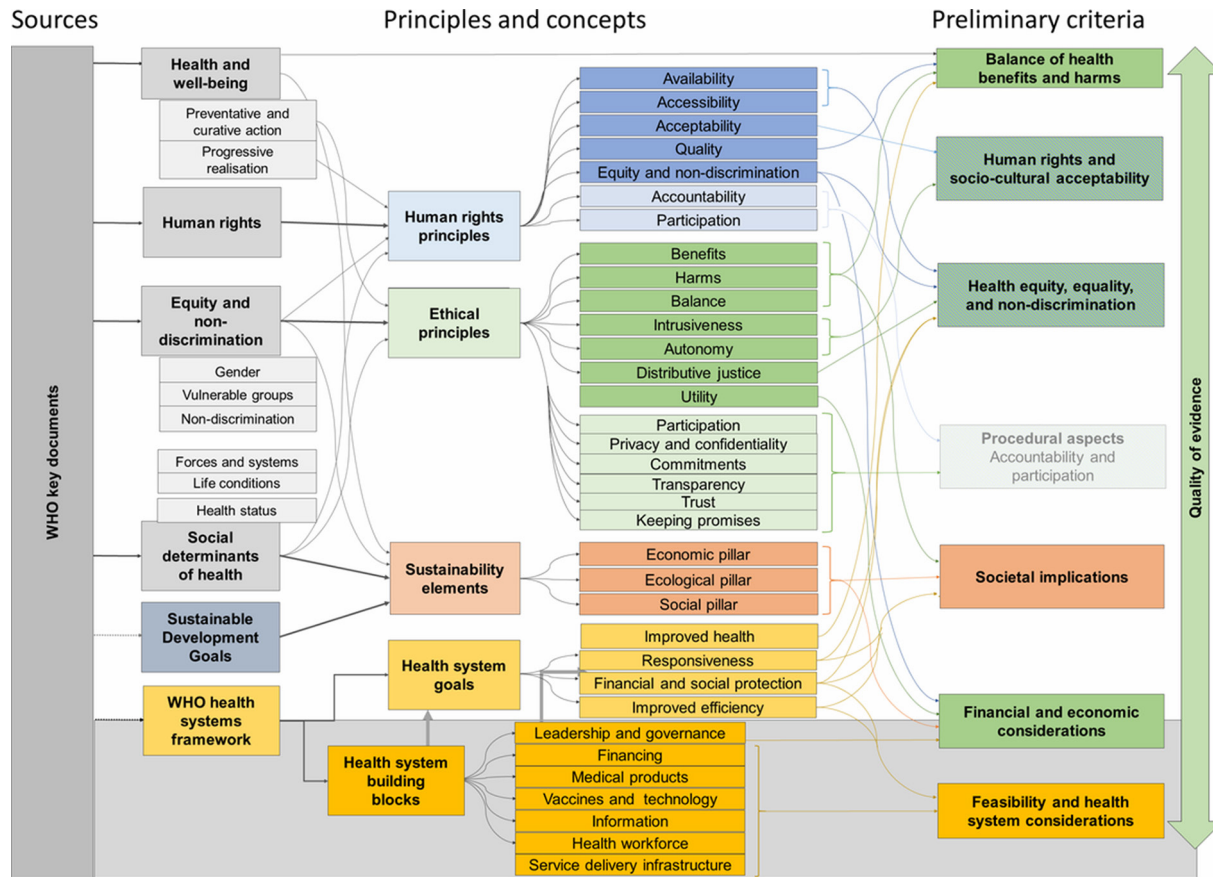 Sources
Principles and concepts
Preliminary criteria
WHO key documents
Health and
well-being
Preventative and
curative action
Progressive
realisation
Human rights
Equity and
non-
discrimination
Gender
Vulnerable groups
Non-discrimination
Forces and systems
Life conditions
Health status
Social
determinants
of health
Sustainable
Development
Goals
WHO health
systems
framework
Human rights
principles
Ethical
principles
Sustainability
elements
Health system
goals
Health system
building
blocks
Availability
Accessibility
Acceptability
Quality
Equity and non-discrimination
Accountability
Participation
Benefits
Harms
Balance
Intrusiveness
Autonomy
Distributive justice
Utility
Participation
Privacy and confidentiality
Commitments
Transparency
Trust
Keeping promises
Economic pillar
Ecological pillar
Social pillar
Improved health
Responsiveness
Financial and social protection
Improved efficiency
Leadership and governance
Financing
Medical products
Vaccines and technology
Information
Health workforce
Service delivery infrastructure
Balance of health
benefits and harms
Human rights and
socio-cultural acceptability
Health equity, equality,
and non-discrimination
Procedural aspects
Accountability and
participation
Societal implications
Financial and economic
considerations
Feasibility and health
system considerations
Quality of evidence